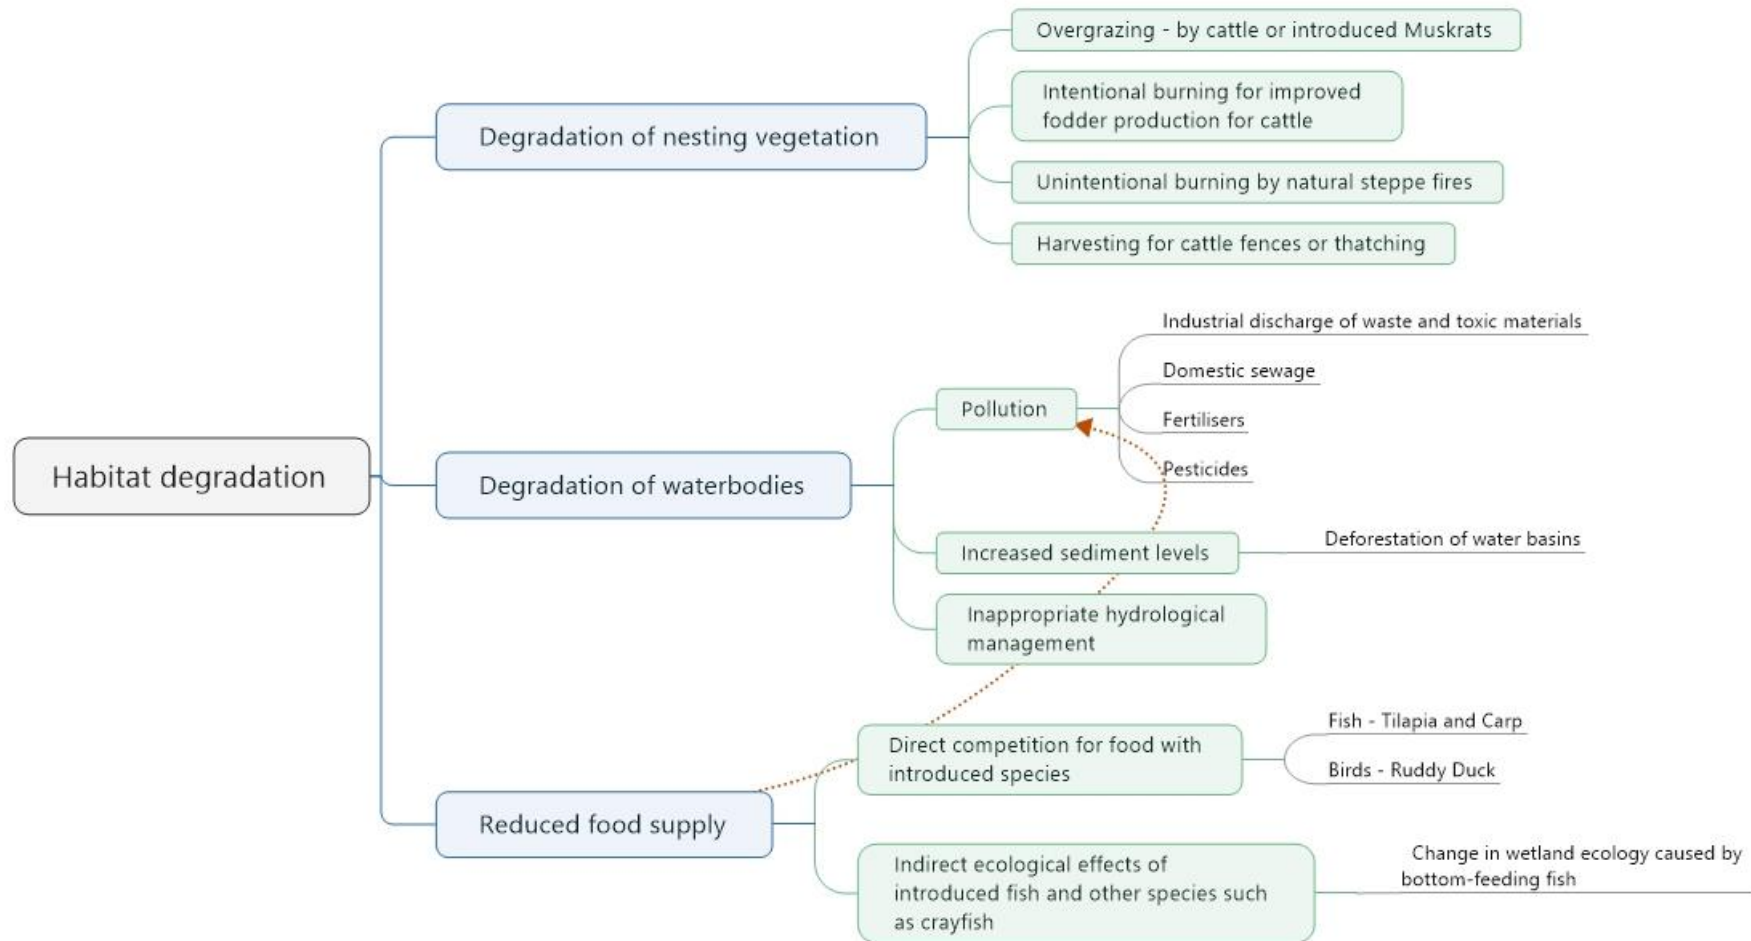 Overgrazing - by cattle or introduced Muskrats
Intentional burning for improved
fodder production for cattle
Degradation of nesting vegetation
Unintentional burning by natural steppe fires
Harvesting for cattle fences or thatching
Industrial discharge of waste and toxic materials
Domestic sewage
Pollution
Fertilisers
Pesticides
Habitat degradation
Degradation of waterbodies
Increased sediment levels
Deforestation of water basins
Inappropriate hydrological
management
Direct competition for food with
introduced species
Fish - Tilapia and Carp
Birds - Ruddy Duck
Reduced food supply
Indirect ecological effects of
introduced fish and other species such
as crayfish
Change in wetland ecology caused by
bottom-feeding fish